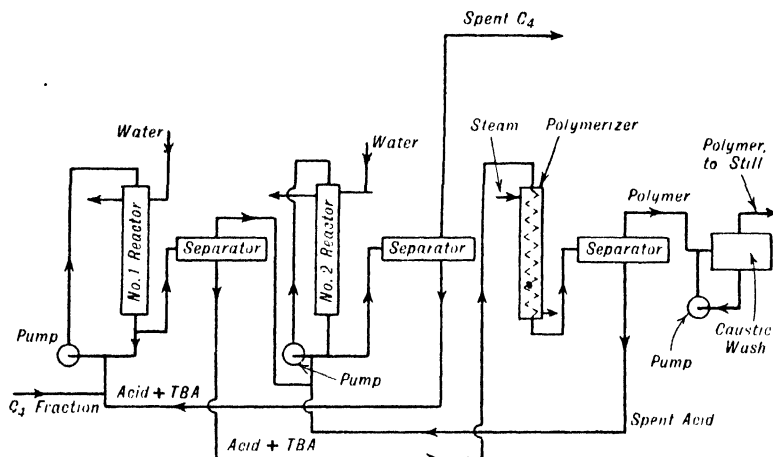 Spent C4
Water
Water
Steam
Polymerizer
Polymer,
to Still
Polymer
No. 1 Reactor
Separator
No. 2 Reactor
Separator
Separator
Pump
Pump
Pump
Caustic
Wash
C4 Fraction
Acid + TBA
Spent Acid
Acid + TBA